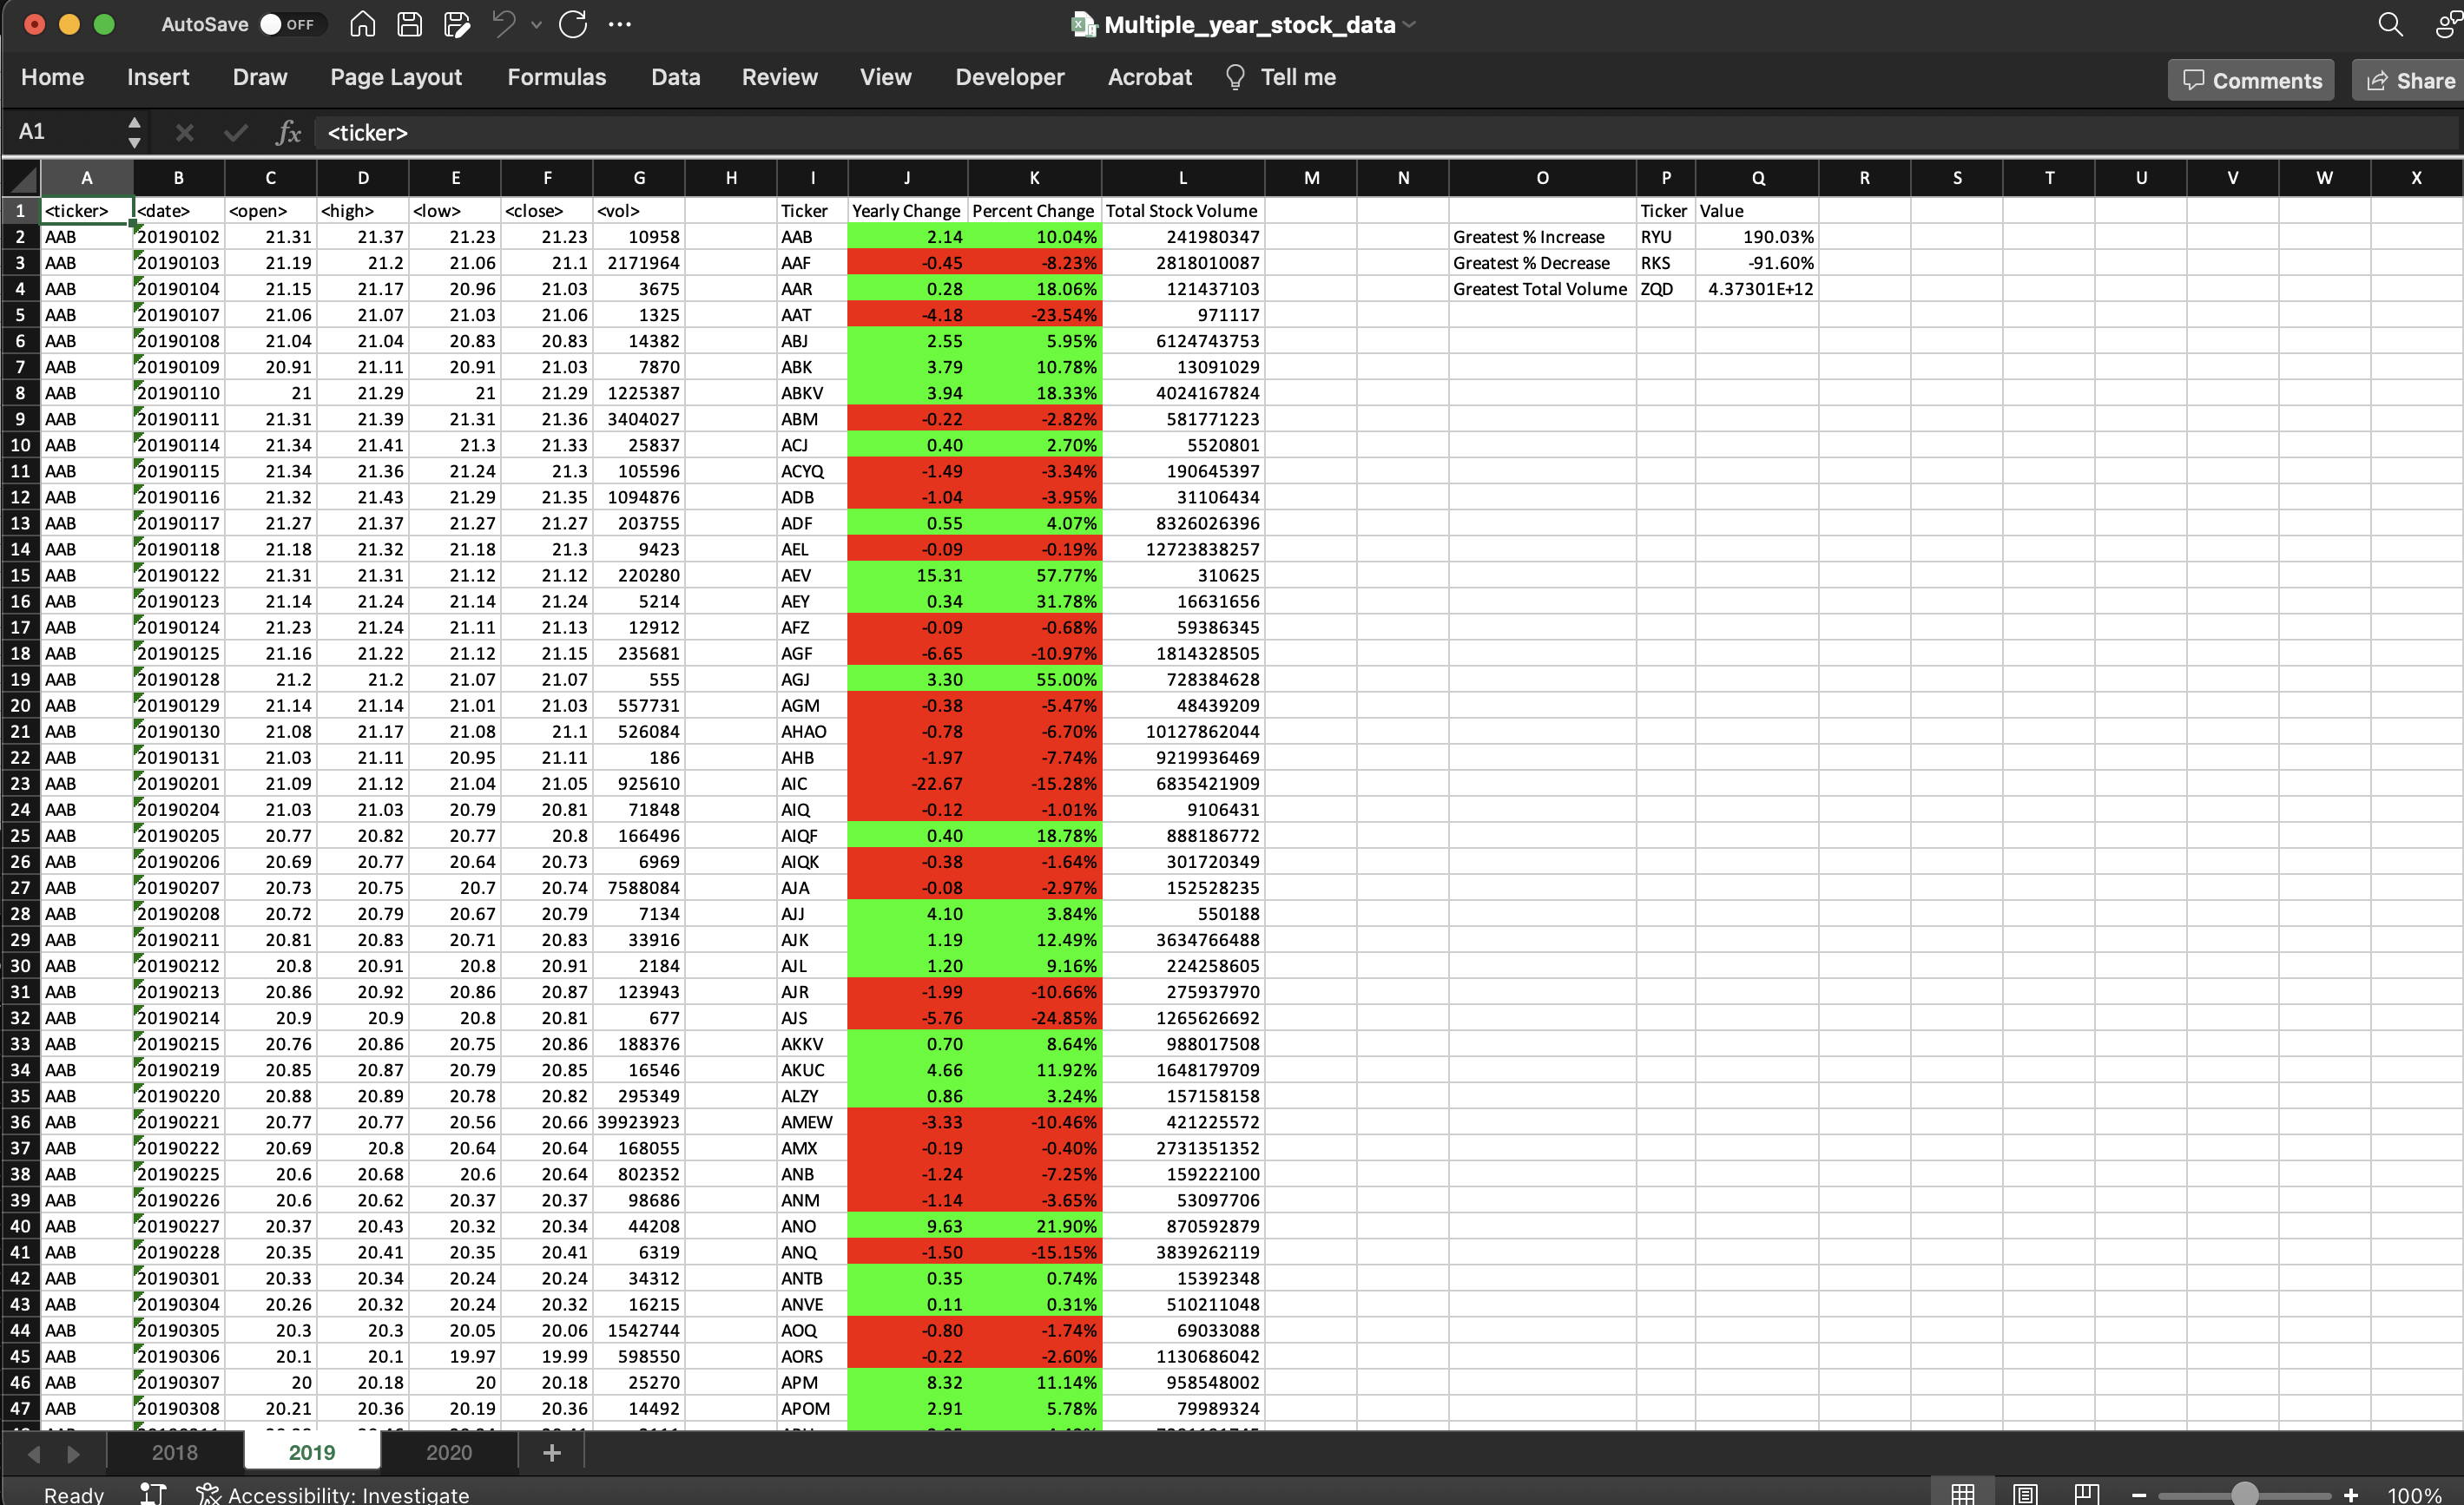 AutoSave OFF Multiple_year_stock_data
Home Insert Draw Page Layout Formulas Data Review View Developer Acrobat Tell me Comments Share
A1 fx <ticker>
A B C D E F G H I J K L M N O P Q R S T U V W X
1 <ticker> <date> <open> <high> <low> <close> <vol> Ticker Yearly Change Percent Change Total Stock Volume Ticker Value
2 AAB 20190102 21.31 21.37 21.23 21.23 10958 AAB 2.14 10.04% 241980347 Greatest % Increase RYU 190.03%
3 AAB 20190103 21.19 21.2 21.06 21.1 2171964 AAF -0.45 -8.23% 2818010087 Greatest % Decrease RKS -91.60%
4 AAB 20190104 21.15 21.17 20.96 21.03 3675 AAR 0.28 18.06% 121437103 Greatest Total Volume ZQD 4.37301E+12
5 AAB 20190107 21.06 21.07 21.03 21.06 1325 AAT -4.18 -23.54% 971117
6 AAB 20190108 21.04 21.04 20.83 20.83 14382 ABJ 2.55 5.95% 6124743753
7 AAB 20190109 20.91 21.11 20.91 21.03 7870 ABK 3.79 10.78% 13091029
8 AAB 20190110 21 21.29 21 21.29 1225387 ABKV 3.94 18.33% 4024167824
9 AAB 20190111 21.31 21.39 21.31 21.36 3404027 ABM -0.22 -2.82% 581771223
10 AAB 20190114 21.34 21.41 21.3 21.33 25837 ACJ 0.40 2.70% 5520801
11 AAB 20190115 21.34 21.36 21.24 21.3 105596 ACYQ -1.49 -3.34% 190645397
12 AAB 20190116 21.32 21.43 21.29 21.35 1094876 ADB -1.04 -3.95% 31106434
13 AAB 20190117 21.27 21.37 21.27 21.27 203755 ADF 0.55 4.07% 8326026396
14 AAB 20190118 21.18 21.32 21.18 21.3 9423 AEL -0.09 -0.19% 12723838257
15 AAB 20190122 21.31 21.31 21.12 21.12 220280 AEV 15.31 57.77% 310625
16 AAB 20190123 21.14 21.24 21.14 21.24 5214 AEY 0.34 31.78% 16631656
17 AAB 20190124 21.23 21.24 21.11 21.13 12912 AFZ -0.09 -0.68% 59386345
18 AAB 20190125 21.16 21.22 21.12 21.15 235681 AGF -6.65 -10.97% 1814328505
19 AAB 20190128 21.2 21.2 21.07 21.07 555 AGJ 3.30 55.00% 728384628
20 AAB 20190129 21.14 21.14 21.01 21.03 557731 AGM -0.38 -5.47% 48439209
21 AAB 20190130 21.08 21.17 21.08 21.1 526084 AHAO -0.78 -6.70% 10127862044
22 AAB 20190131 21.03 21.11 20.95 21.11 186 AHB -1.97 -7.74% 9219936469
23 AAB 20190201 21.09 21.12 21.04 21.05 925610 AIC -22.67 -15.28% 6835421909
24 AAB 20190204 21.03 21.03 20.79 20.81 71848 AIQ -0.12 -1.01% 9106431
25 AAB 20190205 20.77 20.82 20.77 20.8 166496 AIQF 0.40 18.78% 888186772
26 AAB 20190206 20.69 20.77 20.64 20.73 6969 AIQK -0.38 -1.64% 301720349
27 AAB 20190207 20.73 20.75 20.7 20.74 7588084 AJA -0.08 -2.97% 152528235
28 AAB 20190208 20.72 20.79 20.67 20.79 7134 AJJ 4.10 3.84% 550188
29 AAB 20190211 20.81 20.83 20.71 20.83 33916 AJK 1.19 12.49% 3634766488
30 AAB 20190212 20.8 20.91 20.8 20.91 2184 AJL 1.20 9.16% 224258605
31 AAB 20190213 20.86 20.92 20.86 20.87 123943 AJR -1.99 -10.66% 275937970
32 AAB 20190214 20.9 20.9 20.8 20.81 677 AJS -5.76 -24.85% 1265626692
33 AAB 20190215 20.76 20.86 20.75 20.86 188376 AKKV 0.70 8.64% 988017508
34 AAB 20190219 20.85 20.87 20.79 20.85 16546 AKUC 4.66 11.92% 1648179709
35 AAB 20190220 20.88 20.89 20.78 20.82 295349 ALZY 0.86 3.24% 157158158
36 AAB 20190221 20.77 20.77 20.56 20.66 39923923 AMEW -3.33 -10.46% 421225572
37 AAB 20190222 20.69 20.8 20.64 20.64 168055 AMX -0.19 -0.40% 2731351352
38 AAB 20190225 20.6 20.68 20.6 20.64 802352 ANB -1.24 -7.25% 159222100
39 AAB 20190226 20.6 20.62 20.37 20.37 98686 ANM -1.14 -3.65% 53097706
40 AAB 20190227 20.37 20.43 20.32 20.34 44208 ANO 9.63 21.90% 870592879
41 AAB 20190228 20.35 20.41 20.35 20.41 6319 ANQ -1.50 -15.15% 3839262119
42 AAB 20190301 20.33 20.34 20.24 20.24 34312 ANTB 0.35 0.74% 15392348
43 AAB 20190304 20.26 20.32 20.24 20.32 16215 ANVE 0.11 0.31% 510211048
44 AAB 20190305 20.3 20.3 20.05 20.06 1542744 AOQ -0.80 -1.74% 69033088
45 AAB 20190306 20.1 20.1 19.97 19.99 598550 AORS -0.22 -2.60% 1130686042
46 AAB 20190307 20 20.18 20 20.18 25270 APM 8.32 11.14% 958548002
47 AAB 20190308 20.21 20.36 20.19 20.36 14492 APOM 2.91 5.78% 79989324
2018 2019 2020 +
Ready Accessibility: Investigate 100%